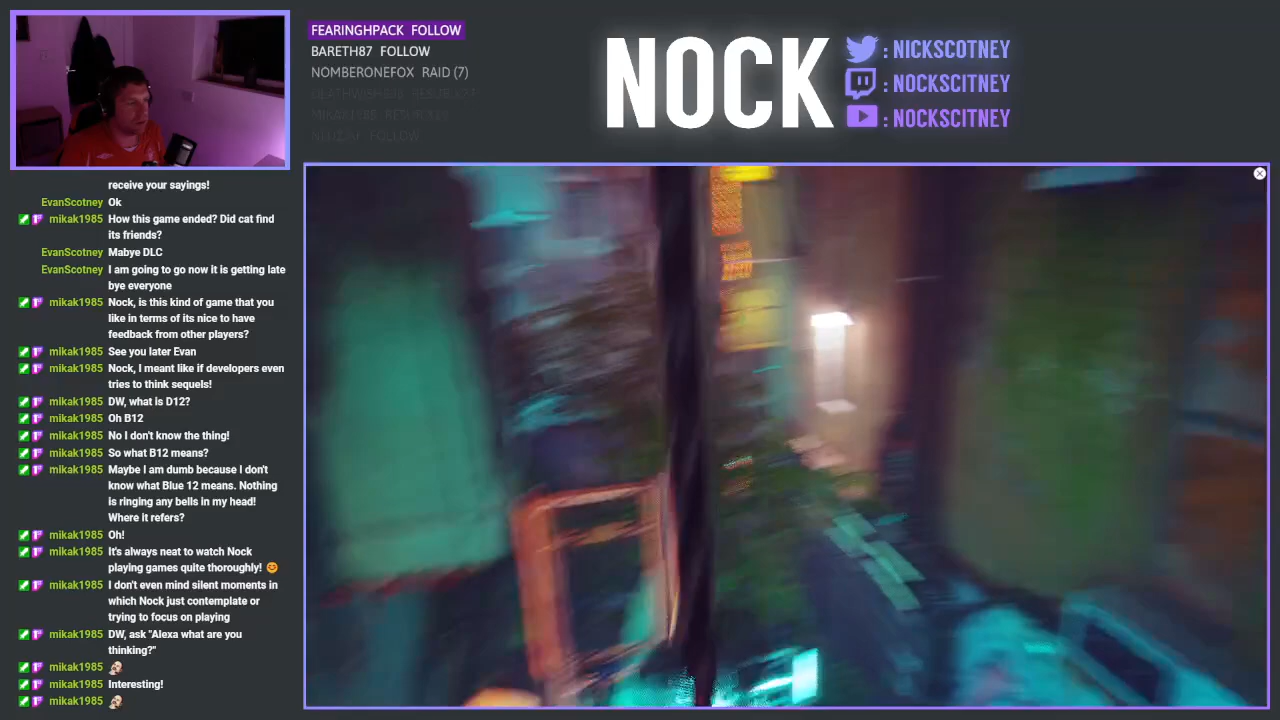 FEARINGHPACK FOLLOW
BARETH87 FOLLOW
NOMBERONEFOX RAID (7)
NOCK
: NICKSCOTNEY
: NOCKSCITNEY
: NOCKSCITNEY
receive your sayings!
EvanScotney Ok
mikak1985 How this game ended? Did cat find
its friends?
EvanScotney Mabye DLC
EvanScotney I am going to go now it is getting late
bye everyone
mikak1985 Nock, is this kind of game that you
like in terms of its nice to have
feedback from other players?
mikak1985 See you later Evan
mikak1985 Nock, I meant like if developers even
tries to think sequels!
mikak1985 DW, what is D12?
mikak1985 Oh B12
mikak1985 No I don't know the thing!
mikak1985 So what B12 means?
mikak1985 Maybe I am dumb because I don't
know what Blue 12 means. Nothing
is ringing any bells in my head!
Where it refers?
mikak1985 Oh!
mikak1985 It's always neat to watch Nock
playing games quite thoroughly! 😊
mikak1985 I don't even mind silent moments in
which Nock just contemplate or
trying to focus on playing
mikak1985 DW, ask "Alexa what are you
thinking?"
mikak1985
mikak1985 Interesting!
mikak1985